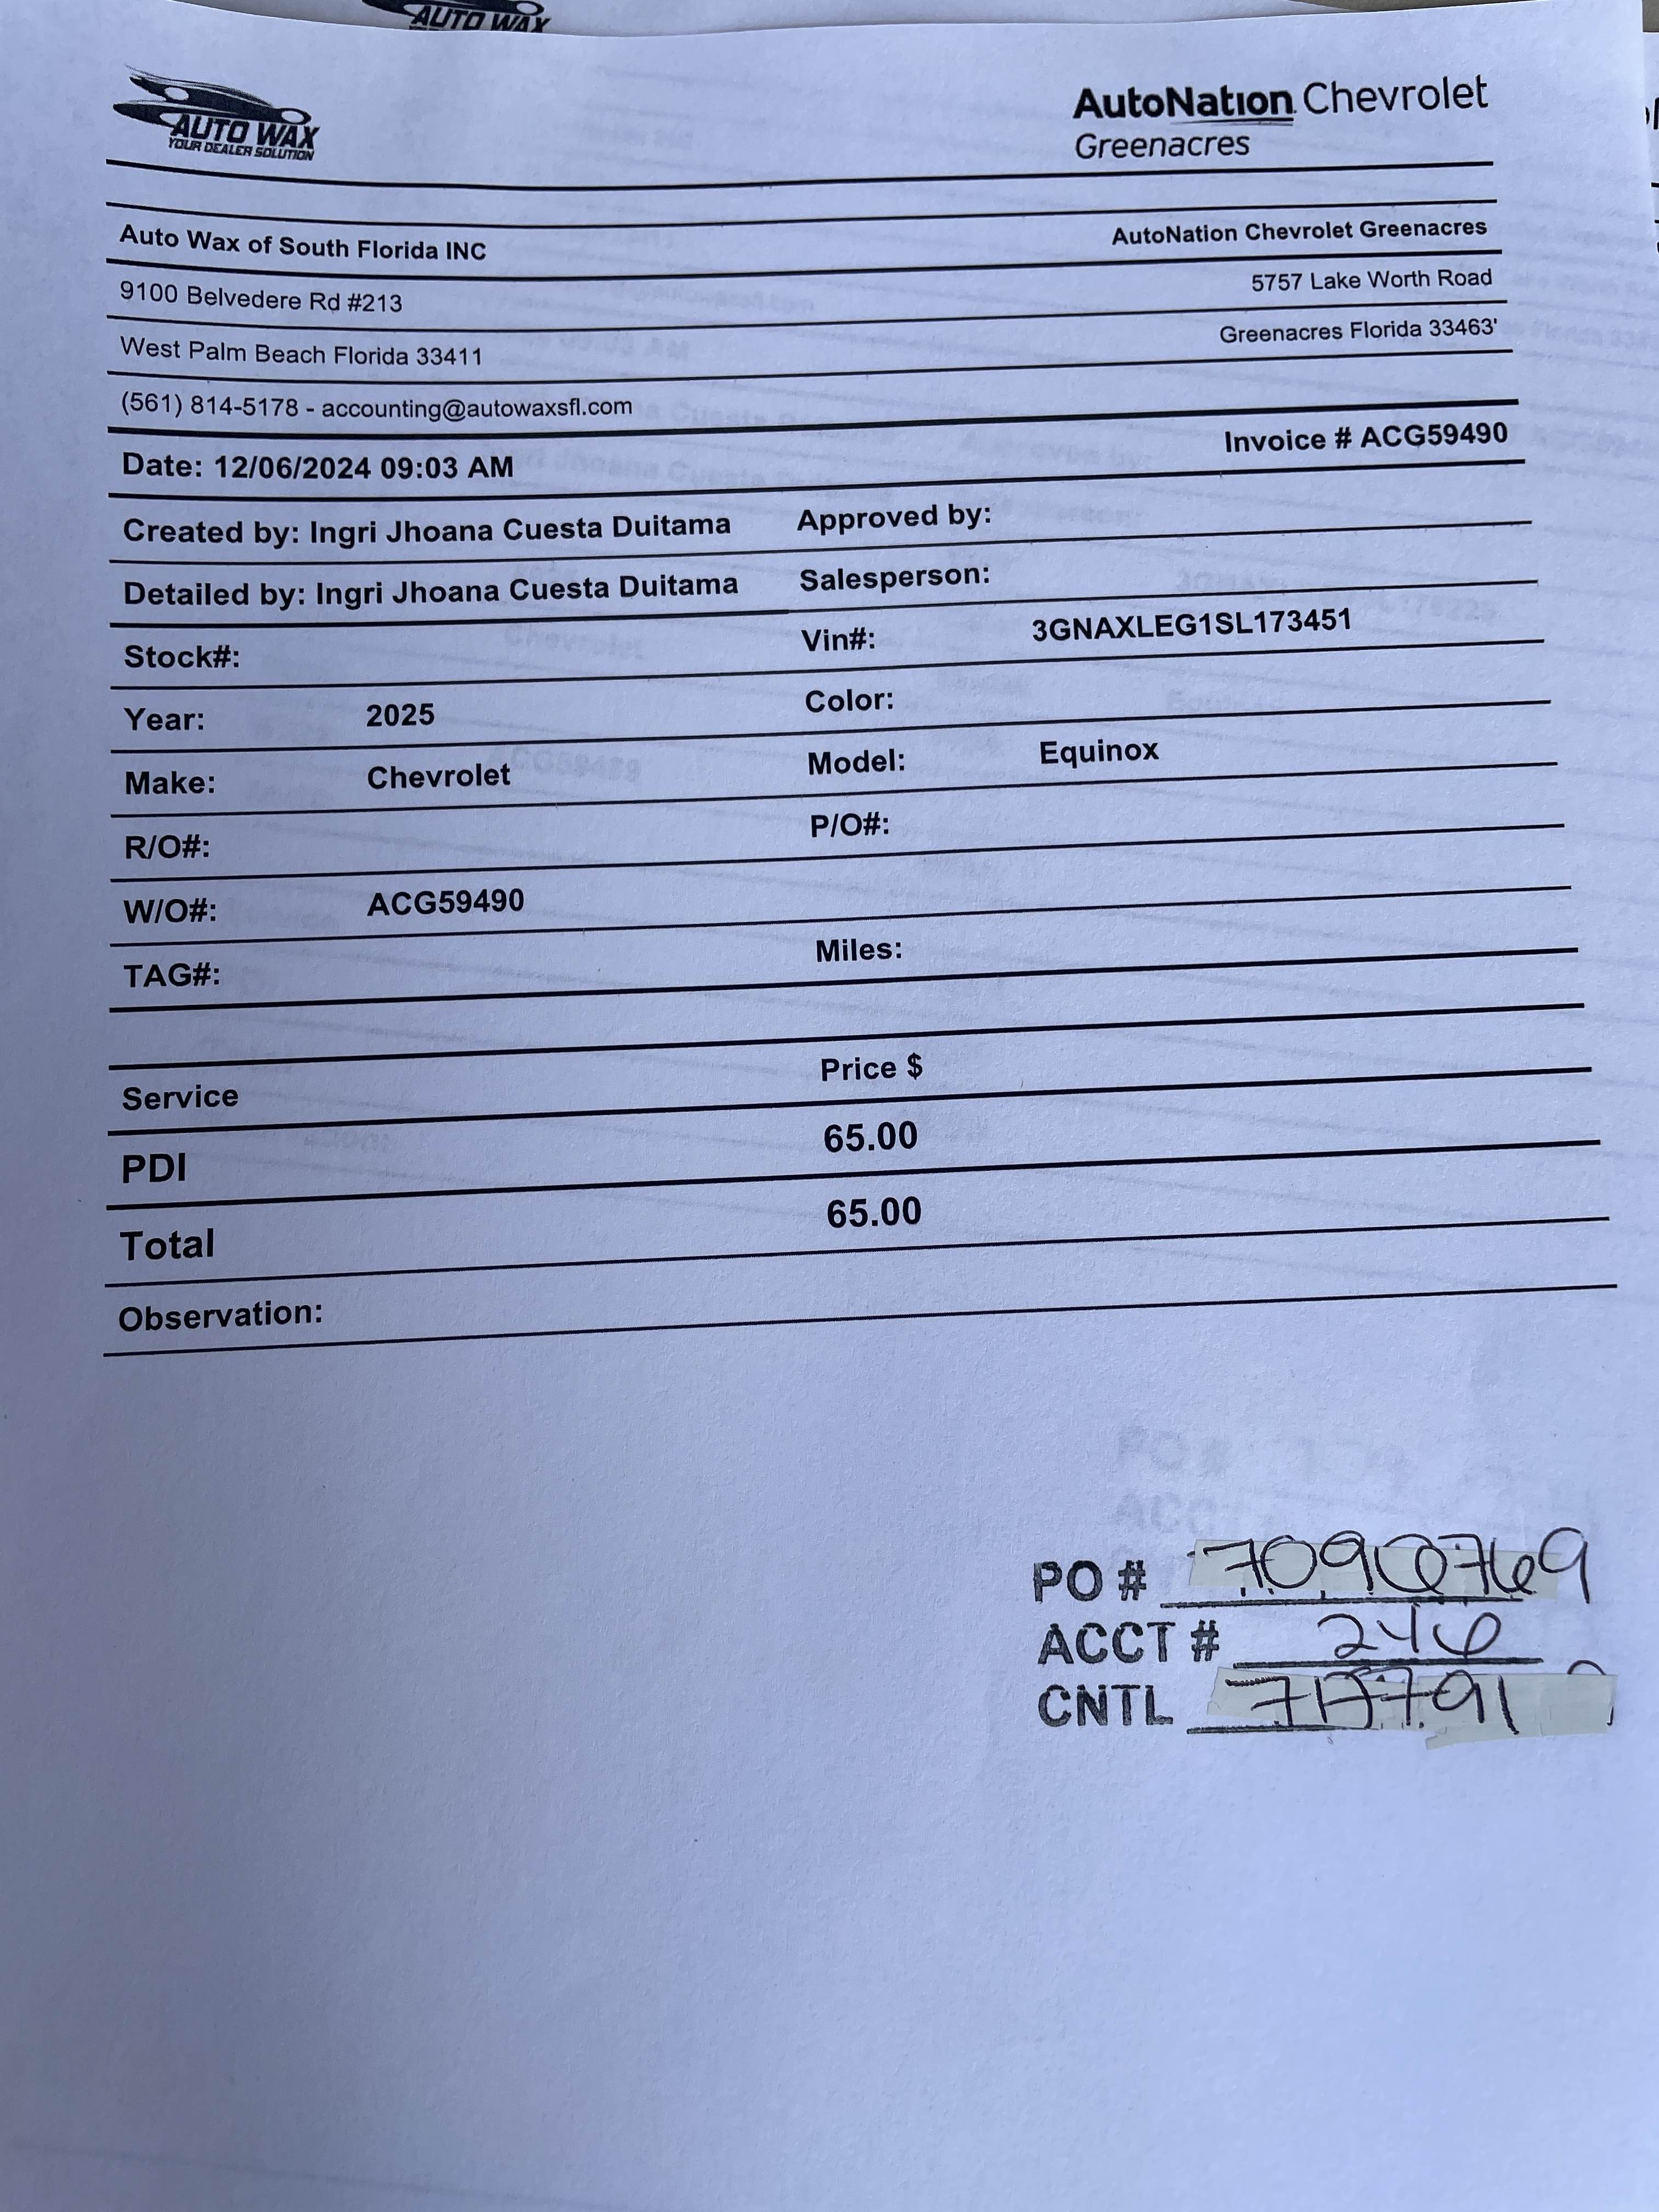 AUTO WAX
AUTO WAX
YOUR DEALER SOLUTION
AutoNation Chevrolet
Greenacres
Auto Wax of South Florida INC
AutoNation Chevrolet Greenacres
9100 Belvedere Rd #213
5757 Lake Worth Road
West Palm Beach Florida 33411
Greenacres Florida 33463'
(561) 814-5178 - accounting@autowaxsfl.com
Date: 12/06/2024 09:03 AM
Invoice # ACG59490
Created by: Ingri Jhoana Cuesta Duitama Approved by:
Detailed by: Ingri Jhoana Cuesta Duitama Salesperson:
Stock#: Vin#: 3GNAXLEG1SL173451
Year: 2025 Color:
Make: Chevrolet Model: Equinox
R/O#: P/O#:
W/O#: ACG59490
TAG#: Miles:
Service Price $
PDI 65.00
Total 65.00
Observation:
PO # 7090769
ACCT # 246
CNTL